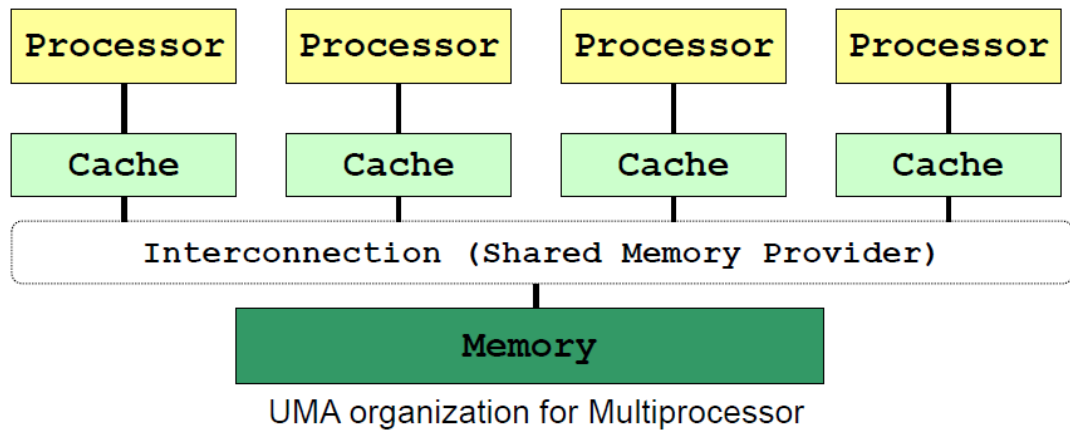 Processor Processor Processor Processor
Cache Cache Cache Cache
Interconnection (Shared Memory Provider)
Memory
UMA organization for Multiprocessor